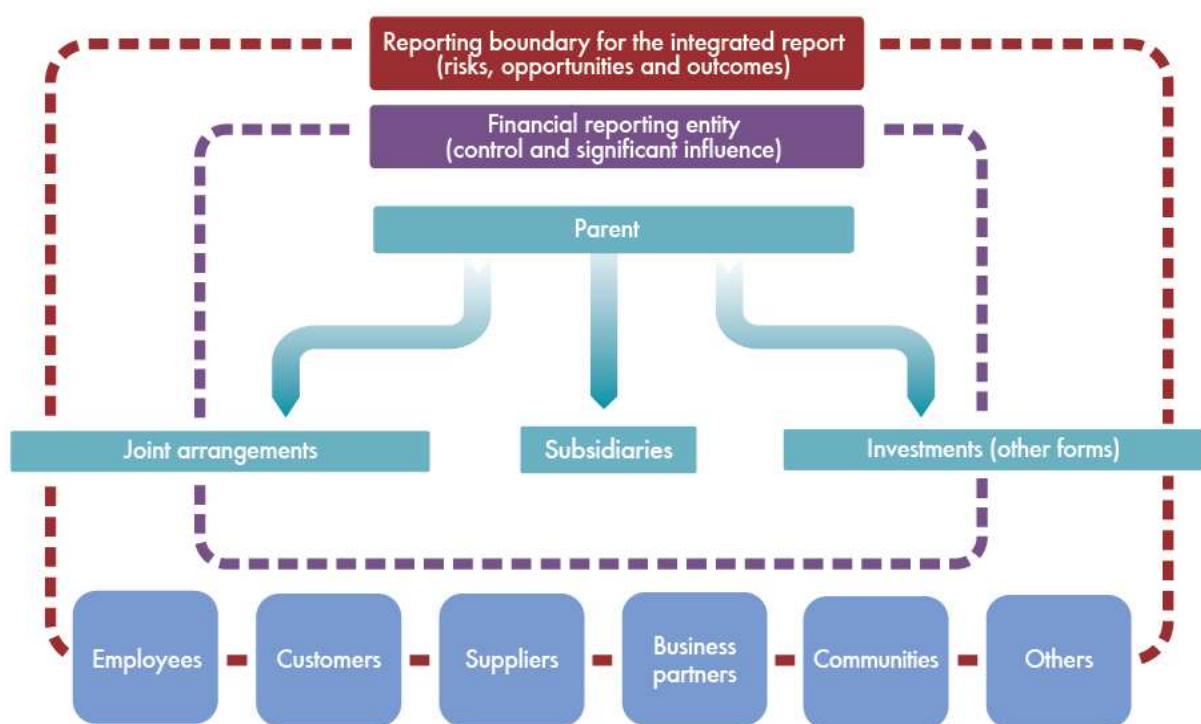 Reporting boundary for the integrated report
(risks, opportunities and outcomes)
Financial reporting entity
(control and significant influence)
Parent
Joint arrangements
Subsidiaries
Investments (other forms)
Employees
Customers
Suppliers
Business
partners
Communities
Others